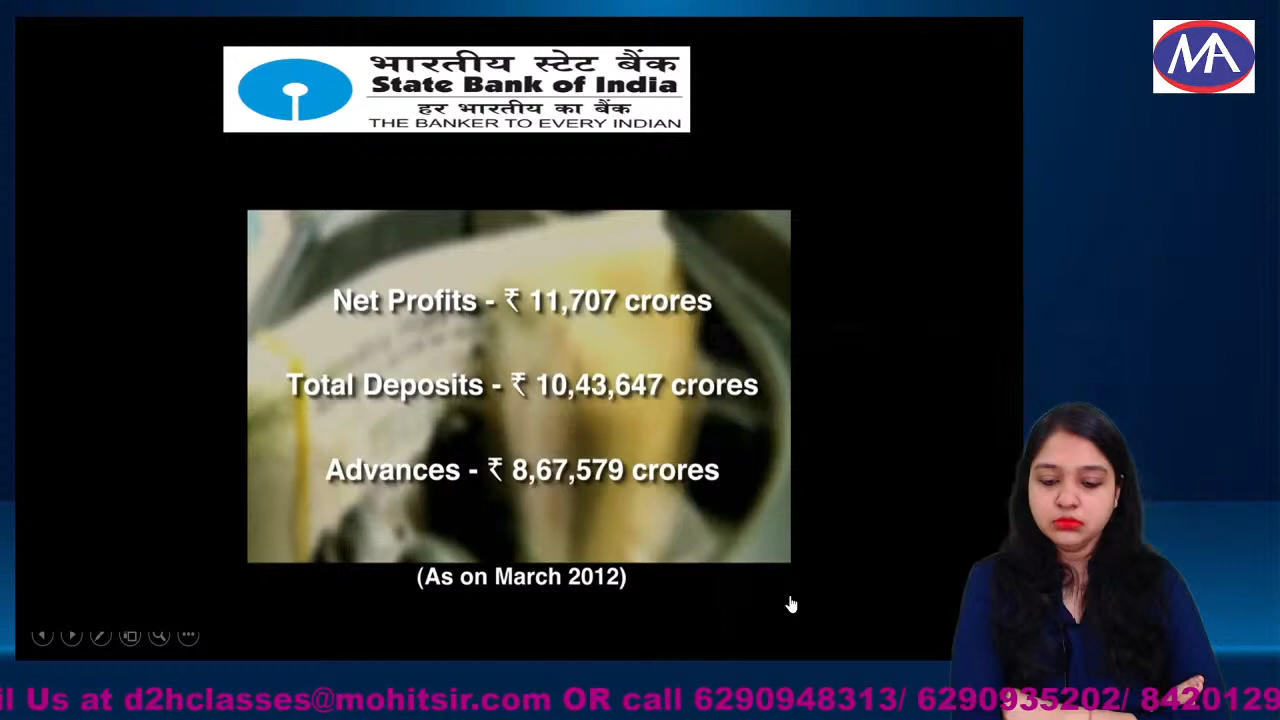 भारतीय स्टेट बैंक
State Bank of India
हर भारतीय का बैंक
THE BANKER TO EVERY INDIAN
MA
Net Profits - ₹ 11,707 crores
Total Deposits - ₹ 10,43,647 crores
Advances - ₹ 8,67,579 crores
(As on March 2012)
il Us at d2hclasses@mohitsir.com OR call 6290948313/ 6290935202/ 8420129